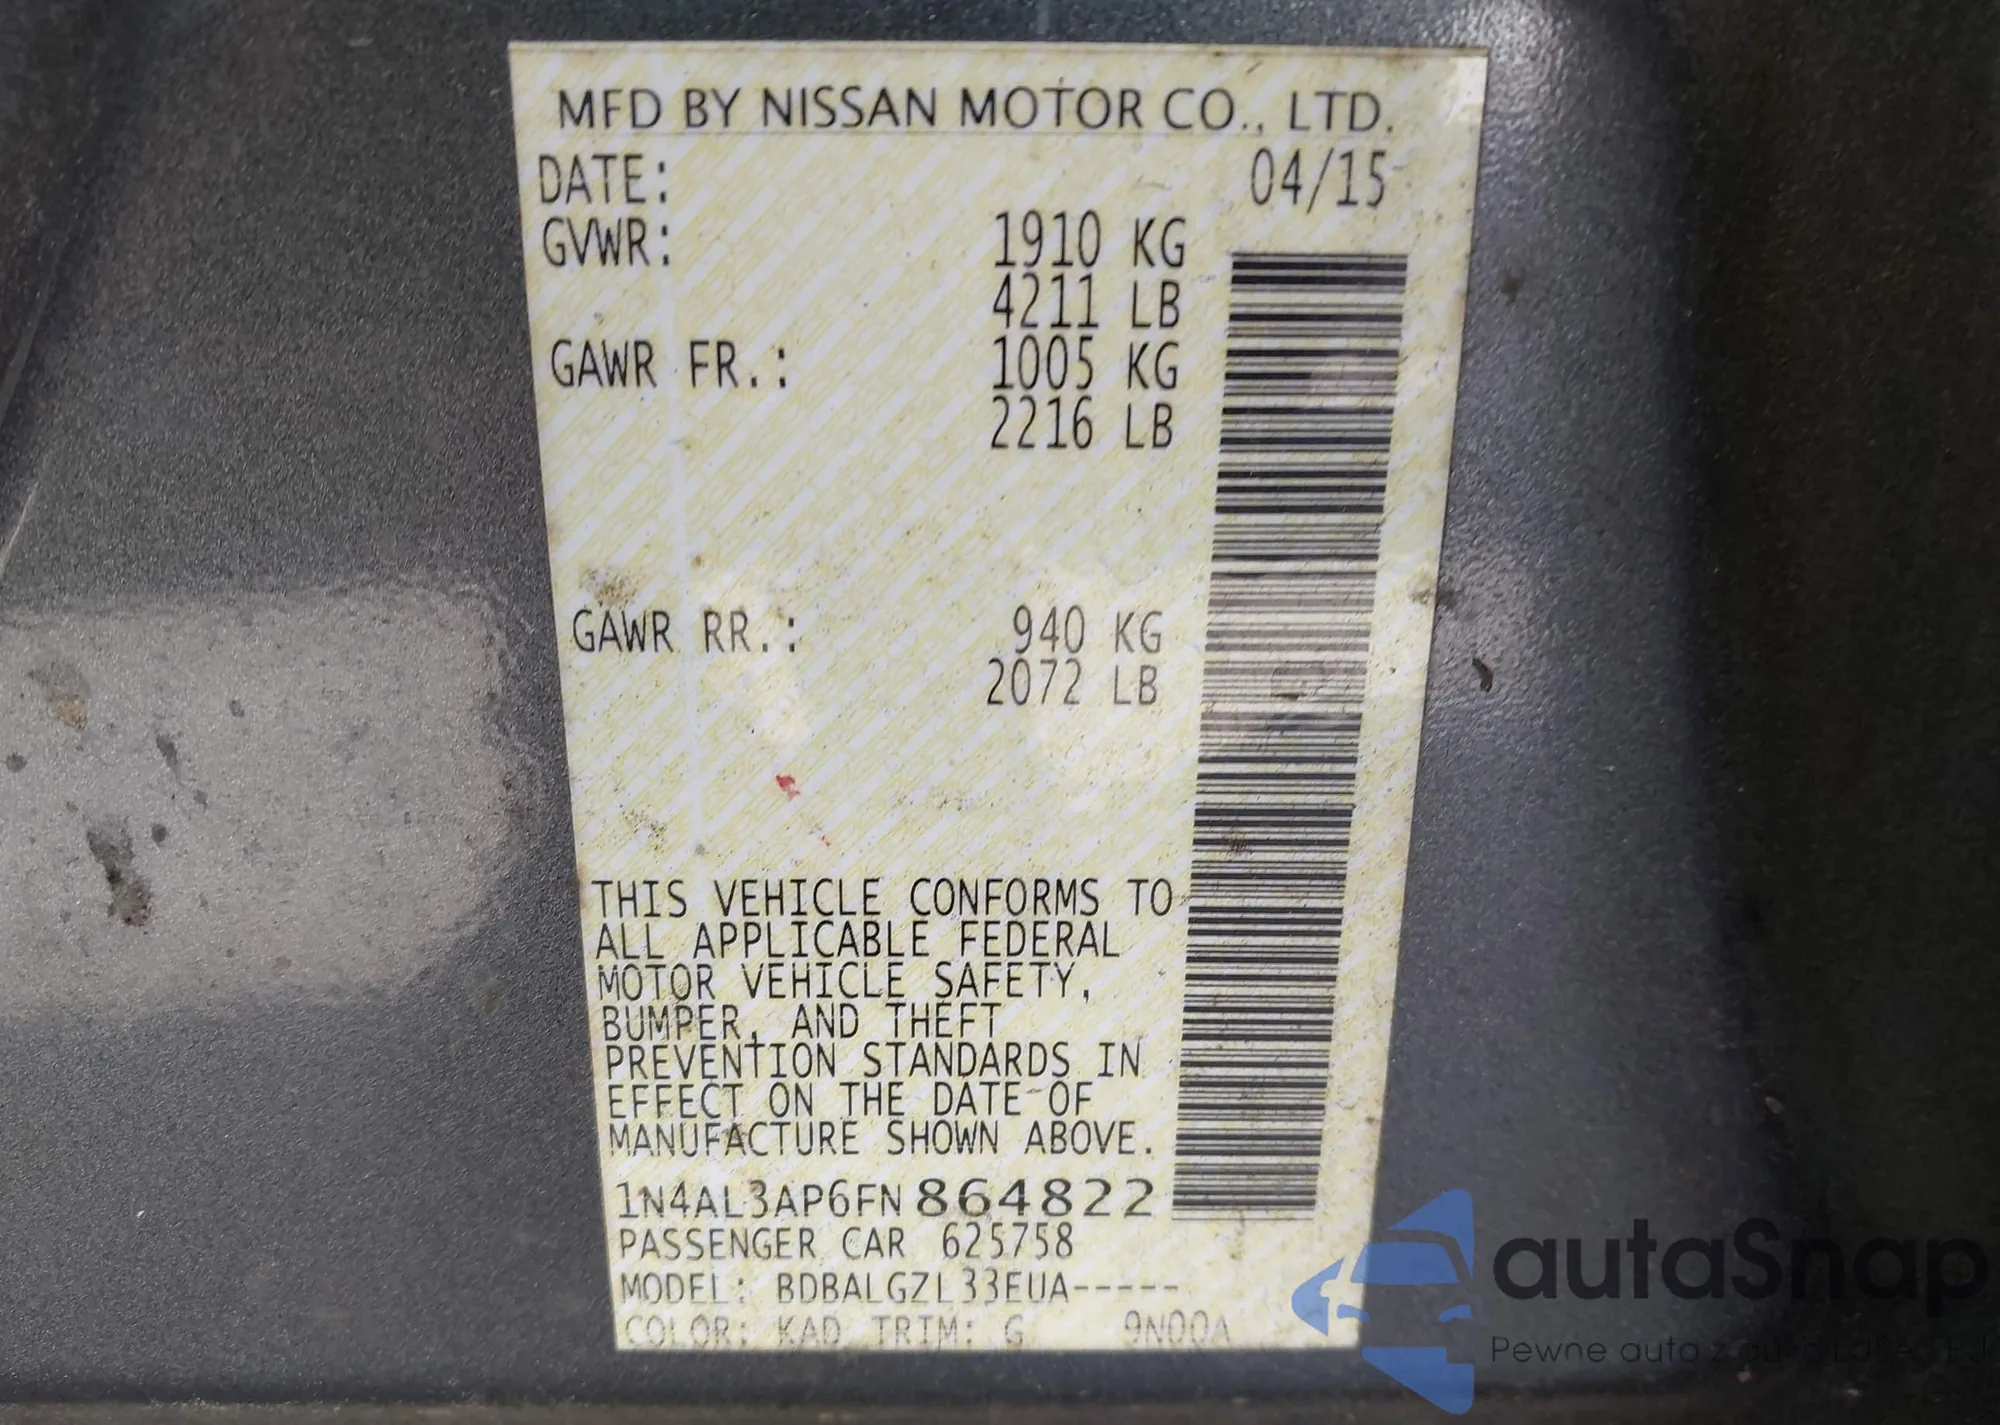 MFD BY NISSAN MOTOR CO., LTD.
DATE: 04/15
GVWR: 1910 KG
4211 LB
GAWR FR.: 1005 KG
2216 LB
GAWR RR.: 940 KG
2072 LB
THIS VEHICLE CONFORMS TO
ALL APPLICABLE FEDERAL
MOTOR VEHICLE SAFETY,
BUMPER, AND THEFT
PREVENTION STANDARDS IN
EFFECT ON THE DATE OF
MANUFACTURE SHOWN ABOVE.
1N4AL3AP6FN864822
PASSENGER CAR 625758
MODEL: BDBALGZL33EUA-----
COLOR: KAD TRIM: G 9N00A
autaSnap
Pewne auta z